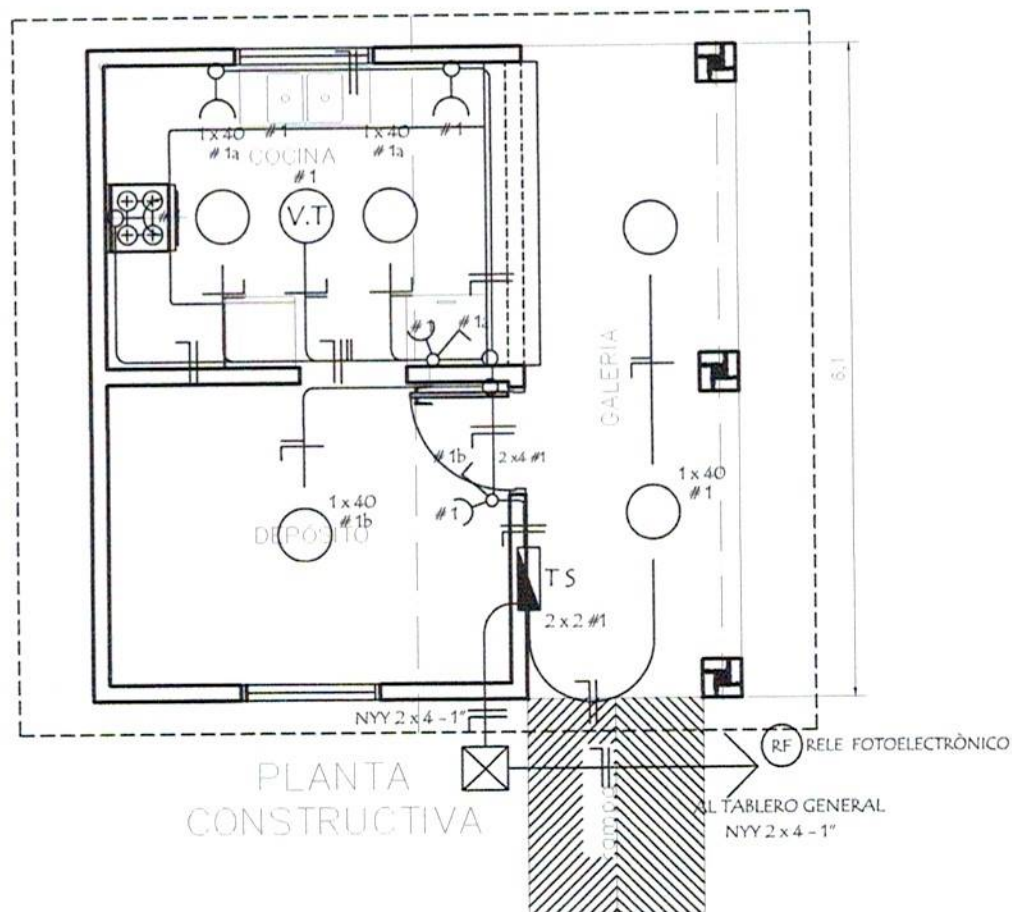 1 x 40
# 1a
# 1
1 x 40
# 1a
# 1
COCINA
# 1
V.T
# 1
# 1a
GALERIA
6,1
# 1b
2 x4 #1
# 1
1 x 40
# 1b
DEPÓSITO
1 x 40
# 1
T S
2 x 2 #1
NYY 2 x 4 - 1"
RF
RELE FOTOELECTRÒNICO
AL TABLERO GENERAL
NYY 2 x 4 - 1"
PLANTA
CONSTRUCTIVA